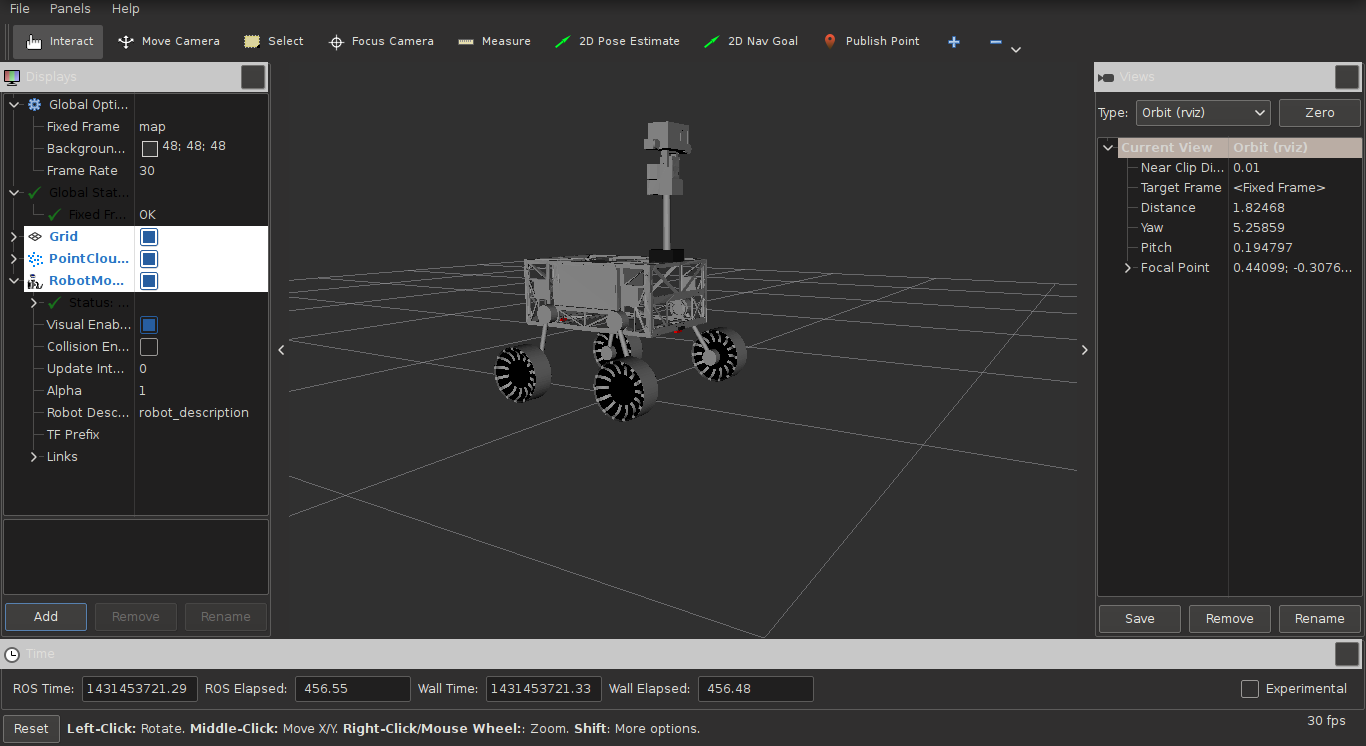 File Panels Help
Interact Move Camera Select Focus Camera Measure 2D Pose Estimate 2D Nav Goal Publish Point
Displays
Global Opti...
Fixed Frame map
Backgroun... 48; 48; 48
Frame Rate 30
Global Stat...
Fixed Fr... OK
Grid
PointClou...
RobotMo...
Status: ...
Visual Enab...
Collision En...
Update Int... 0
Alpha 1
Robot Desc... robot_description
TF Prefix
Links
Add Remove Rename
Views
Type: Orbit (rviz) Zero
Current View Orbit (rviz)
Near Clip Di... 0.01
Target Frame <Fixed Frame>
Distance 1.82468
Yaw 5.25859
Pitch 0.194797
Focal Point 0.44099; -0.3076...
Save Remove Rename
Time
ROS Time: 1431453721.29 ROS Elapsed: 456.55 Wall Time: 1431453721.33 Wall Elapsed: 456.48 Experimental
Reset Left-Click: Rotate. Middle-Click: Move X/Y. Right-Click/Mouse Wheel:: Zoom. Shift: More options. 30 fps